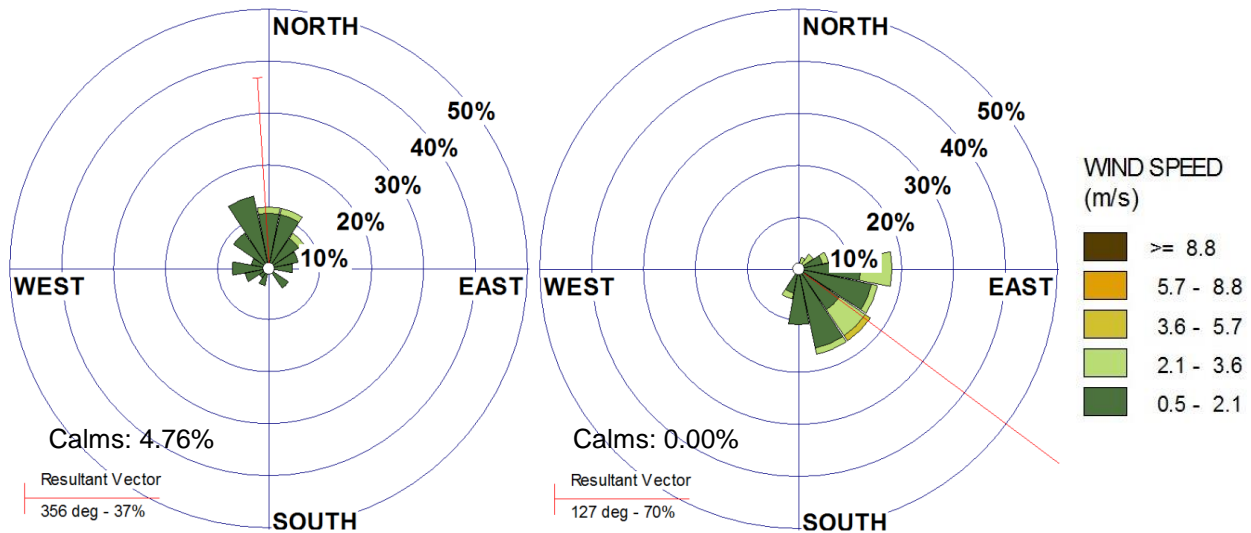 NORTH
50%
40%
30%
20%
10%
WEST
EAST
Calms: 4.76%
Resultant Vector
356 deg - 37%
SOUTH
NORTH
50%
40%
30%
20%
10%
WEST
EAST
Calms: 0.00%
Resultant Vector
127 deg - 70%
SOUTH
WIND SPEED
(m/s)
>= 8.8
5.7 - 8.8
3.6 - 5.7
2.1 - 3.6
0.5 - 2.1